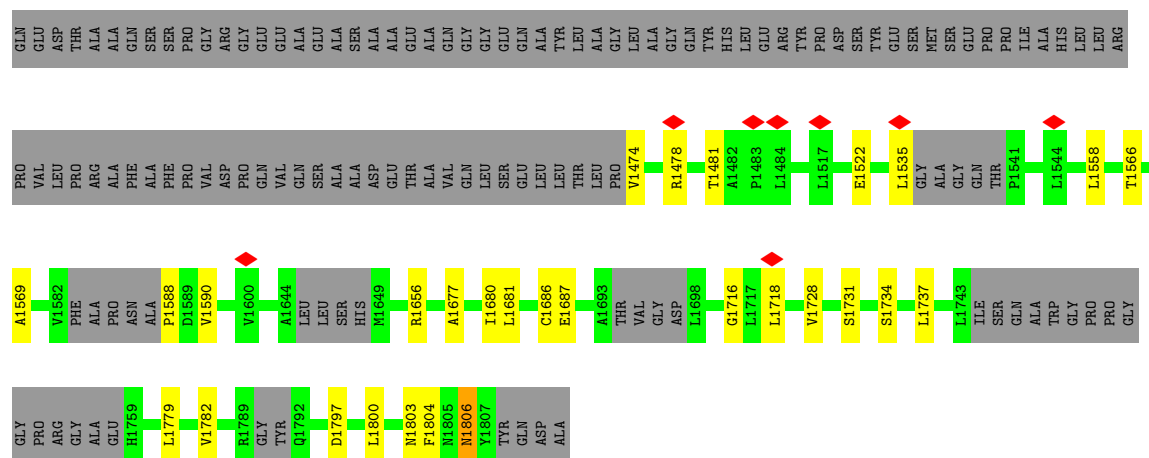 GLN GLU ASP THR ALA ALA GLN SER SER PRO GLY ARG GLY GLU GLU ALA GLU ALA SER ALA ALA GLU ALA GLN GLY GLY GLU GLN ALA TYR LEU ALA GLY LEU ALA GLY GLN TYR HIS LEU GLU ARG TYR PRO ASP SER TYR GLU SER MET SER GLU PRO PRO ILE ALA HIS LEU LEU ARG
PRO VAL LEU PRO ARG ALA PHE ALA PHE PRO VAL ASP PRO GLN VAL GLN SER ALA ALA ASP GLU THR ALA VAL GLN LEU SER GLU LEU LEU THR LEU PRO V1474 R1478 T1481 A1482 P1483 L1484 L1517 E1522 L1535 GLY ALA GLY GLN THR P1541 L1544 L1558 T1566
A1569 V1582 PHE ALA PRO ASN ALA P1588 D1589 V1590 V1600 A1644 LEU LEU SER HIS M1649 R1656 A1677 I1680 L1681 C1686 E1687 A1693 THR VAL GLY ASP L1698 G1716 L1717 L1718 V1728 S1731 S1734 L1737 L1743 ILE SER GLN ALA TRP GLY PRO PRO GLY
GLY PRO ARG GLY ALA GLU H1759 L1779 V1782 R1789 GLY TYR Q1792 D1797 L1800 N1803 F1804 N1805 N1806 Y1807 TYR GLN ASP ALA